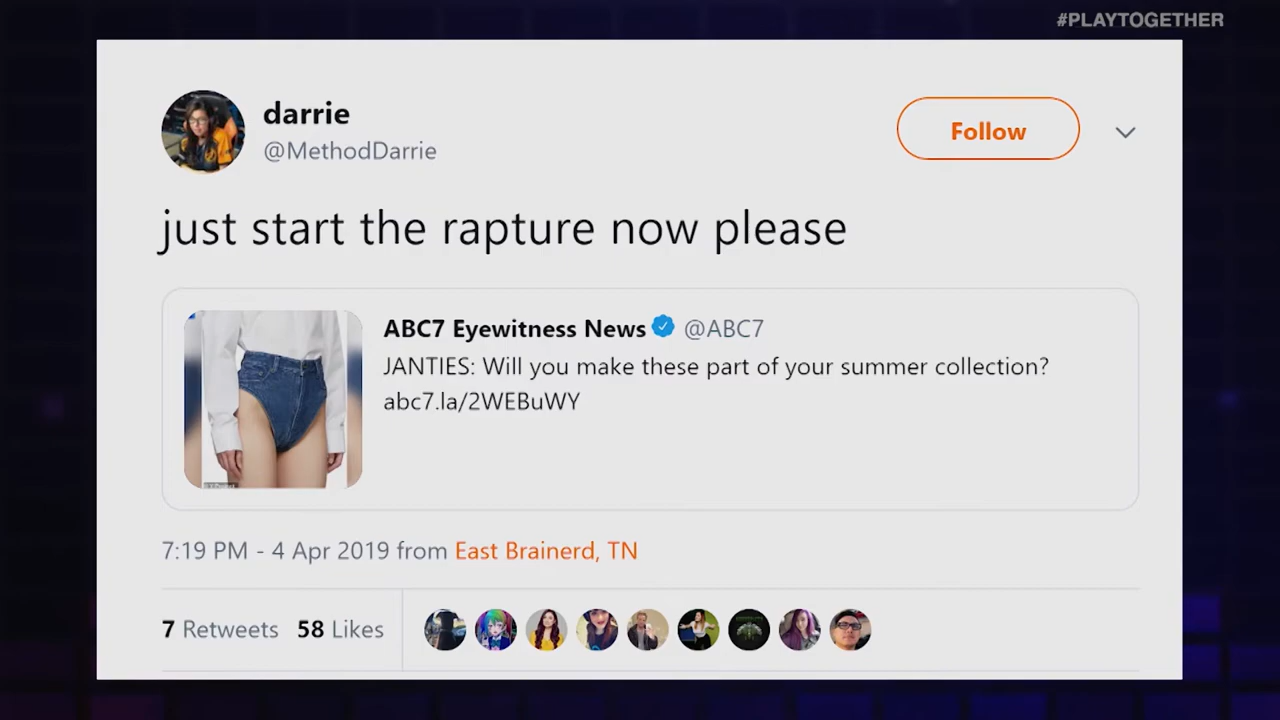 #PLAYTOGETHER
darrie
@MethodDarrie
Follow
just start the rapture now please
ABC7 Eyewitness News @ABC7
JANTIES: Will you make these part of your summer collection?
abc7.la/2WEBuWY
7:19 PM - 4 Apr 2019 from East Brainerd, TN
7 Retweets 58 Likes